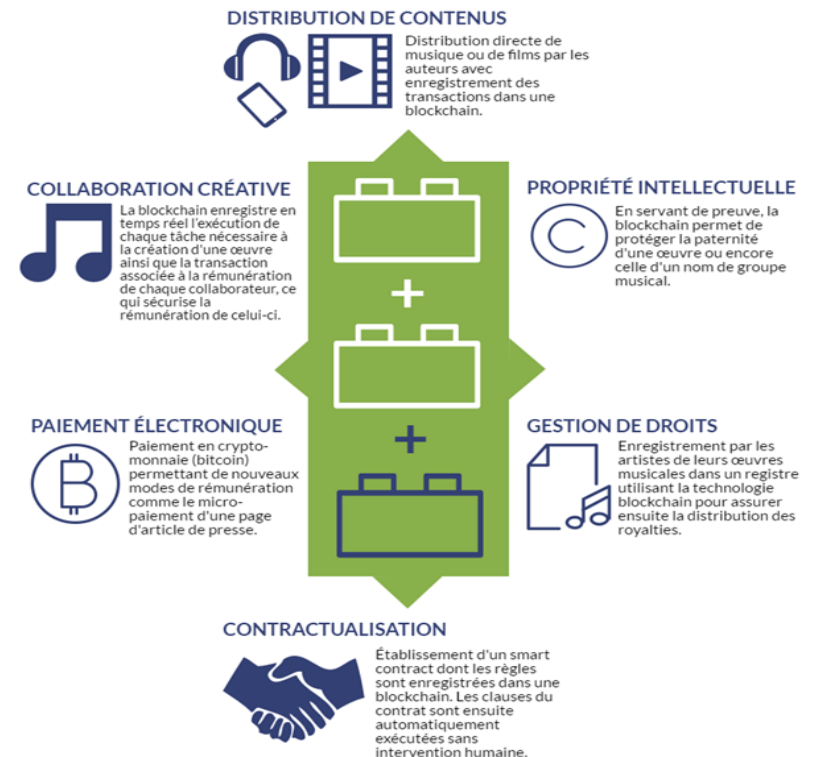 DISTRIBUTION DE CONTENUS
Distribution directe de
musique ou de films par les
auteurs avec
enregistrement des
transactions dans une
blockchain.
COLLABORATION CRÉATIVE
La blockchain enregistre en
temps réel l'exécution de
chaque tâche nécessaire à
la création d'une œuvre
ainsi que la transaction
associée à la rémunération
de chaque collaborateur, ce
qui sécurise la
rémunération de celui-ci.
PROPRIÉTÉ INTELLECTUELLE
En servant de preuve, la
blockchain permet de
protéger la paternité
d'une œuvre ou encore
celle d'un nom de groupe
musical.
PAIEMENT ÉLECTRONIQUE
Paiement en crypto-
monnaie (bitcoin)
permettant de nouveaux
modes de rémunération
comme le micro-
paiement d'une page
d'article de presse.
GESTION DE DROITS
Enregistrement par les
artistes de leurs œuvres
musicales dans un registre
utilisant la technologie
blockchain pour assurer
ensuite la distribution des
royalties.
CONTRACTUALISATION
Établissement d'un smart
contract dont les règles
sont enregistrées dans une
blockchain. Les clauses du
contrat sont ensuite
automatiquement
exécutées sans
intervention humaine.